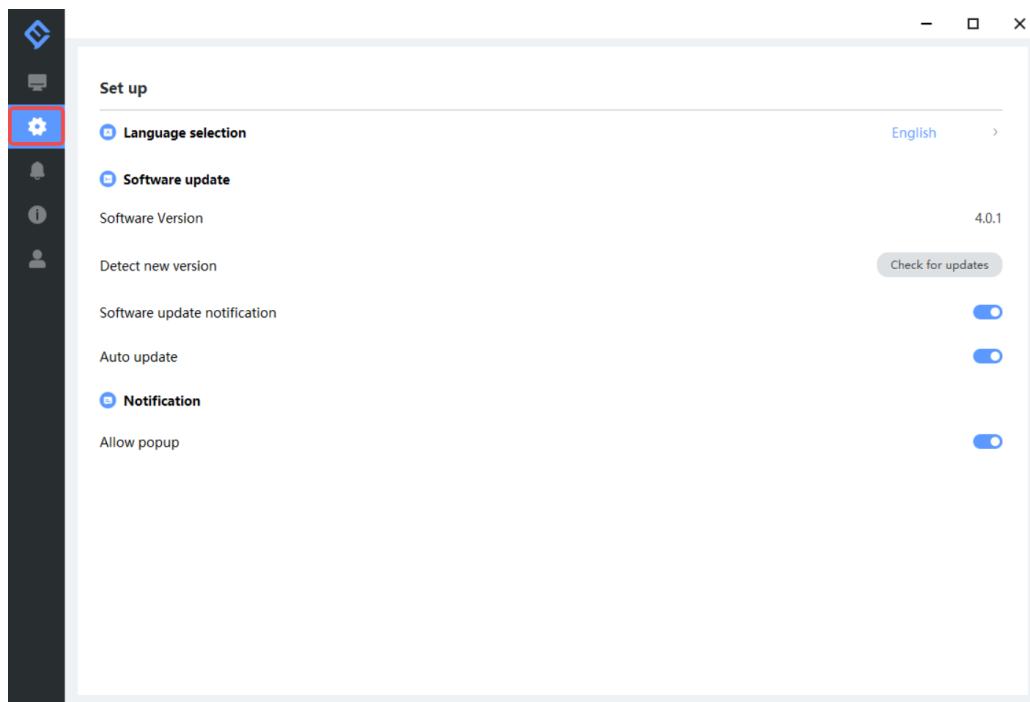 Set up
Language selection English
Software update
Software Version 4.0.1
Detect new version Check for updates
Software update notification
Auto update
Notification
Allow popup